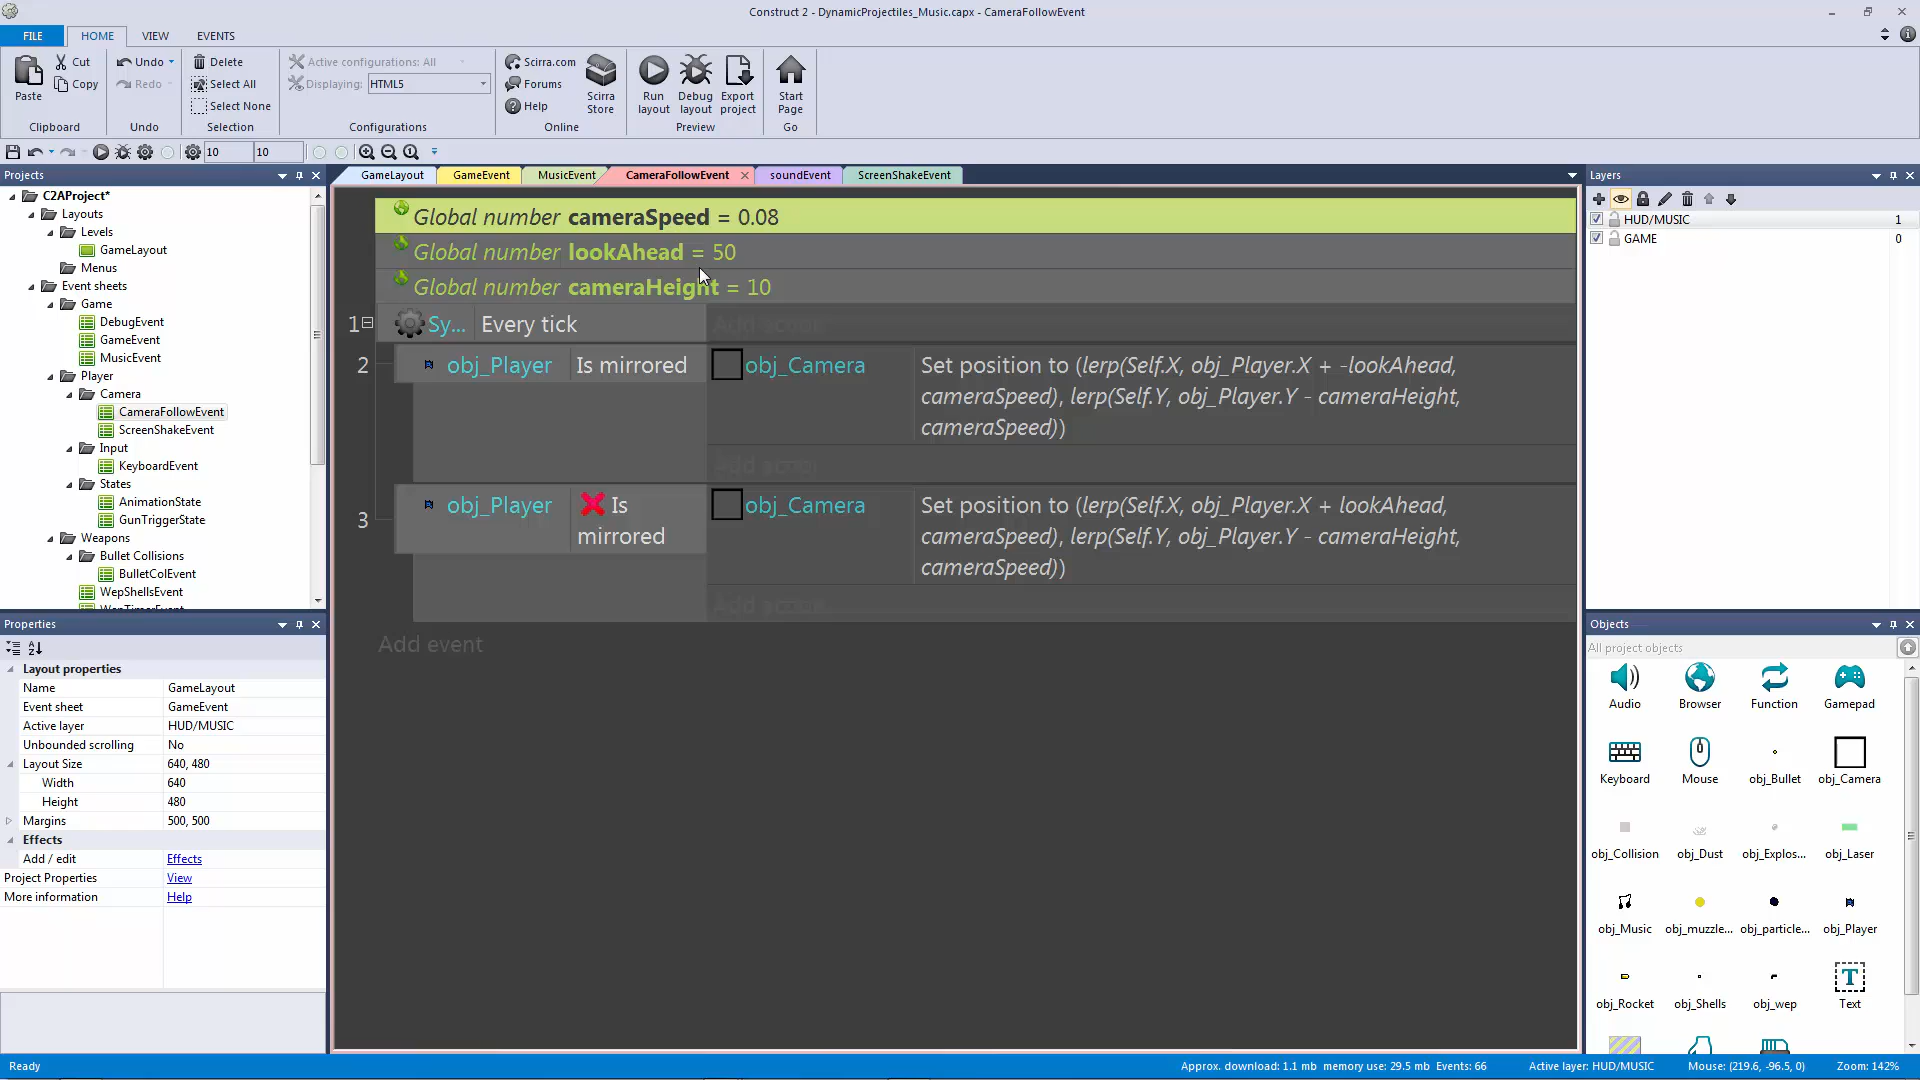 Construct 2 - DynamicProjectiles_Music.capx - CameraFollowEvent
FILE HOME VIEW EVENTS
Paste Cut Copy Clipboard
Undo Redo Undo
Delete Select All Select None Selection
Active configurations: All
Displaying: HTML5
Configurations
Scirra.com Forums Help Scirra Store Online
Run layout Debug layout Export project Preview
Start Page Go
10 10
Projects
C2AProject*
Layouts
Levels
GameLayout
Menus
Event sheets
Game
DebugEvent
GameEvent
MusicEvent
Player
Camera
CameraFollowEvent
ScreenShakeEvent
Input
KeyboardEvent
States
AnimationState
GunTriggerState
Weapons
Bullet Collisions
BulletColEvent
WepShellsEvent
WepTimerEvent
Properties
Layout properties
Name GameLayout
Event sheet GameEvent
Active layer HUD/MUSIC
Unbounded scrolling No
Layout Size 640, 480
Width 640
Height 480
Margins 500, 500
Effects
Add / edit Effects
Project Properties View
More information Help
GameLayout GameEvent MusicEvent CameraFollowEvent soundEvent ScreenShakeEvent
Global number cameraSpeed = 0.08
Global number lookAhead = 50
Global number cameraHeight = 10
1 Sy... Every tick Add action
2 obj_Player Is mirrored obj_Camera Set position to (lerp(Self.X, obj_Player.X + -lookAhead,
cameraSpeed), lerp(Self.Y, obj_Player.Y - cameraHeight,
cameraSpeed))
Add action
3 obj_Player Is mirrored obj_Camera Set position to (lerp(Self.X, obj_Player.X + lookAhead,
cameraSpeed), lerp(Self.Y, obj_Player.Y - cameraHeight,
cameraSpeed))
Add action
Add event
Layers
HUD/MUSIC 1
GAME 0
Objects
All project objects
Audio Browser Function Gamepad
Keyboard Mouse obj_Bullet obj_Camera
obj_Collision obj_Dust obj_Explos... obj_Laser
obj_Music obj_muzzle... obj_particle... obj_Player
obj_Rocket obj_Shells obj_wep Text
T
Ready Approx. download: 1.1 mb memory use: 29.5 mb Events: 66 Active layer: HUD/MUSIC Mouse: (219.6, -96.5, 0) Zoom: 142%